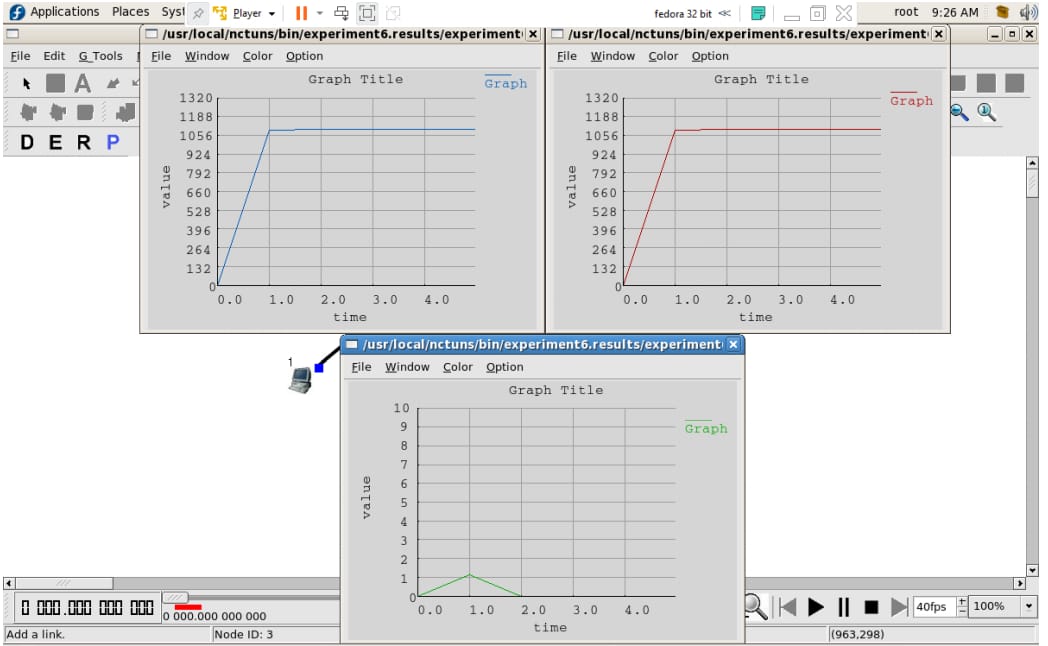 Applications Places Syst Player fedora 32 bit root 9:26 AM
/usr/local/nctuns/bin/experiment6.results/experiment
/usr/local/nctuns/bin/experiment6.results/experiment
File Edit G_Tools
File Window Color Option
File Window Color Option
D E R P
Graph Title
Graph
1320
1188
1056
924
792
660
528
396
264
132
0
value
0.0 1.0 2.0 3.0 4.0
time
Graph Title
Graph
1320
1188
1056
924
792
660
528
396
264
132
0
value
0.0 1.0 2.0 3.0 4.0
time
1
/usr/local/nctuns/bin/experiment6.results/experiment
File Window Color Option
Graph Title
Graph
10
9
8
7
6
5
4
3
2
1
0
value
0.0 1.0 2.0 3.0 4.0
time
0 000.000 000 000
0 000.000 000 000
40fps
100%
Add a link.
Node ID: 3
(963,298)